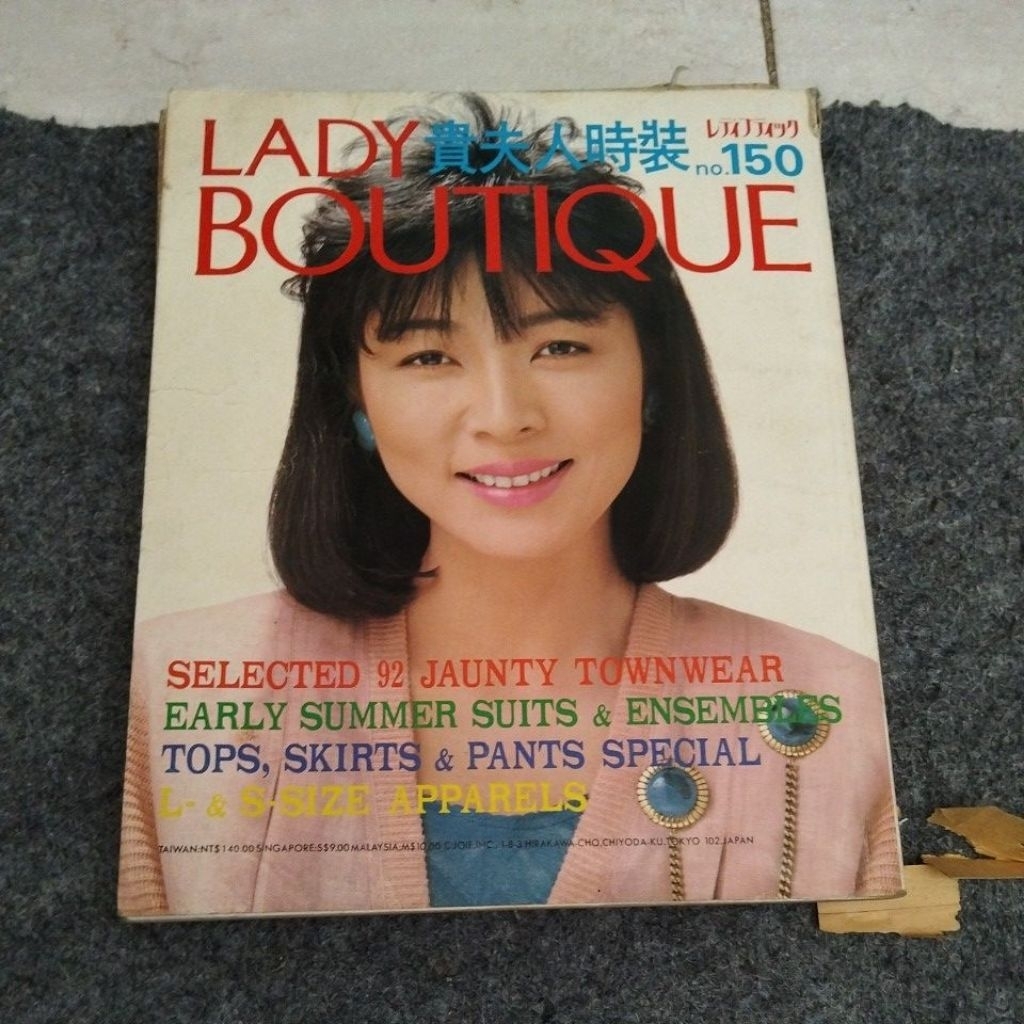 LADY 貴夫人時装 レディブティック
no.150
BOUTIQUE
SELECTED 92 JAUNTY TOWNWEAR
EARLY SUMMER SUITS & ENSEMBLES
TOPS, SKIRTS & PANTS SPECIAL
L- & S-SIZE APPARELS
TAIWAN:NT$140.00 SINGAPORE:S$9.00 MALAYSIA:M$10.00 C.JOIE,INC., 1-8-3 HIRAKAWA-CHO,CHIYODA-KU,TOKYO 102,JAPAN